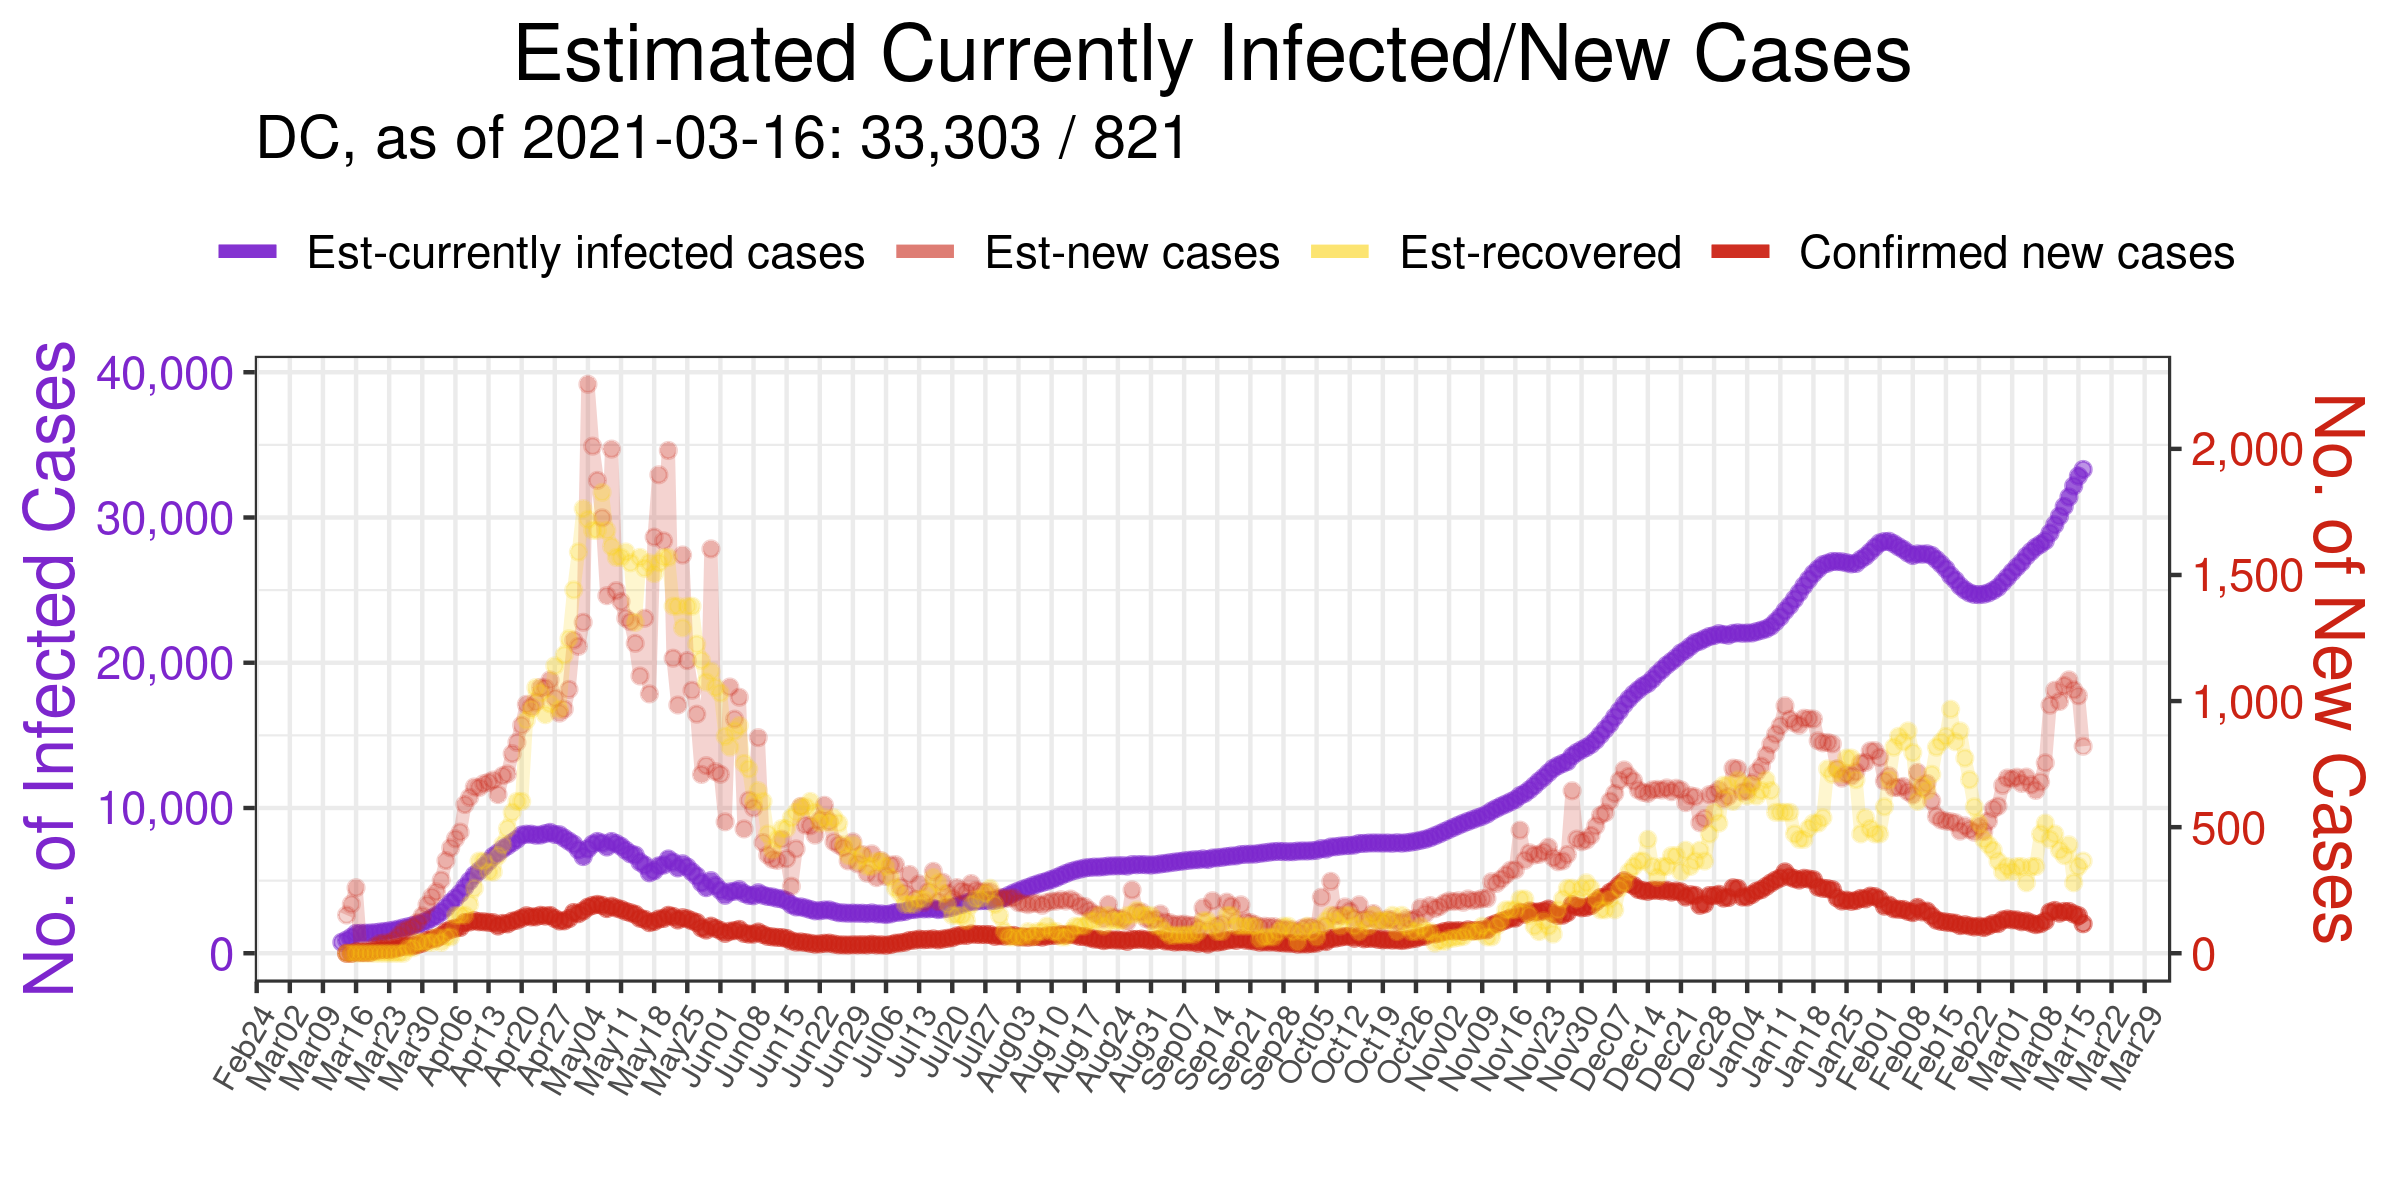 Estimated Currently Infected/New Cases
DC, as of 2021-03-16: 33,303 / 821
Est-currently infected cases Est-new cases Est-recovered Confirmed new cases
No. of Infected Cases
40,000
30,000
20,000
10,000
0
2,000
1,500
1,000
500
0
No. of New Cases
Feb24 Mar02 Mar09 Mar16 Mar23 Mar30 Apr06 Apr13 Apr20 Apr27 May04 May11 May18 May25 Jun01 Jun08 Jun15 Jun22 Jun29 Jul06 Jul13 Jul20 Jul27 Aug03 Aug10 Aug17 Aug24 Aug31 Sep07 Sep14 Sep21 Sep28 Oct05 Oct12 Oct19 Oct26 Nov02 Nov09 Nov16 Nov23 Nov30 Dec07 Dec14 Dec21 Dec28 Jan04 Jan11 Jan18 Jan25 Feb01 Feb08 Feb15 Feb22 Mar01 Mar08 Mar15 Mar22 Mar29